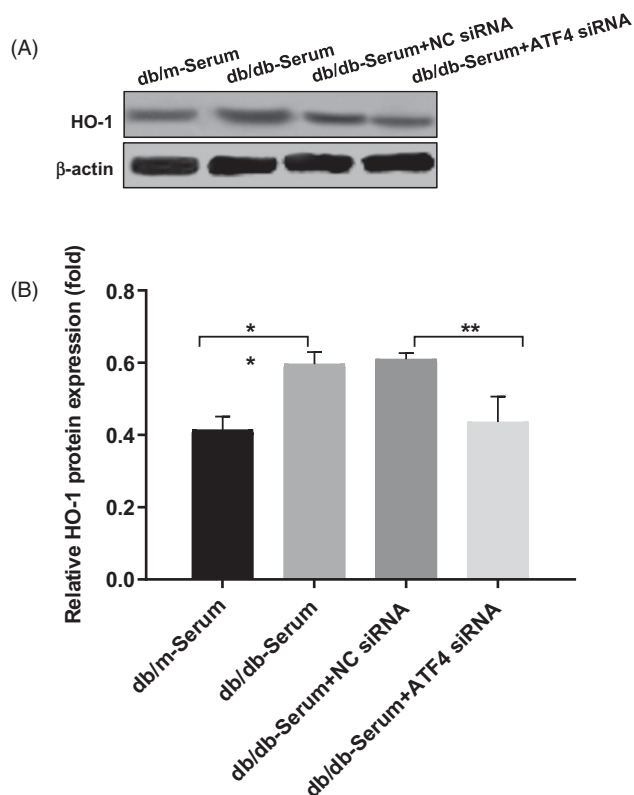 (A)
db/m-Serum
db/db-Serum
db/db-Serum+NC siRNA
db/db-Serum+ATF4 siRNA
HO-1
β-actin
(B)
Relative HO-1 protein expression (fold)
0.8
0.6
0.4
0.2
0.0
*
*
**
db/m-Serum
db/db-Serum
db/db-Serum+NC siRNA
db/db-Serum+ATF4 siRNA